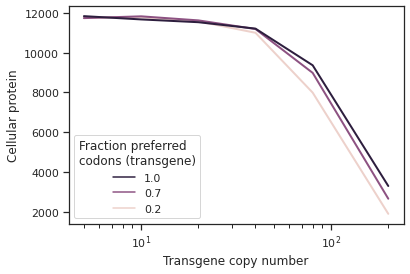 12000
10000
8000
6000
4000
2000
Cellular protein
Fraction preferred
codons (transgene)
1.0
0.7
0.2
10¹
10²
Transgene copy number